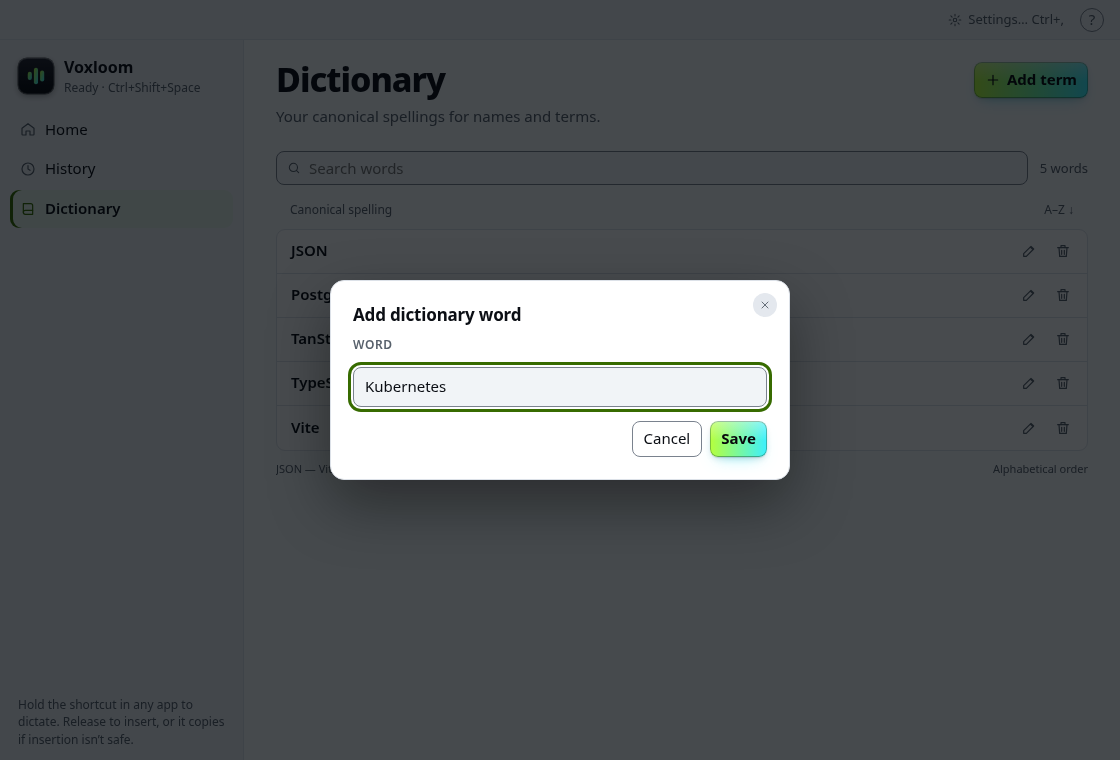 Settings... Ctrl+,
?
Voxloom
Ready · Ctrl+Shift+Space
Home
History
Dictionary
Hold the shortcut in any app to
dictate. Release to insert, or it copies
if insertion isn't safe.
Dictionary
Add term
Your canonical spellings for names and terms.
Search words
5 words
Canonical spelling
A–Z ↓
JSON
Vite
JSON —
Alphabetical order
Add dictionary word
WORD
Kubernetes
Cancel
Save